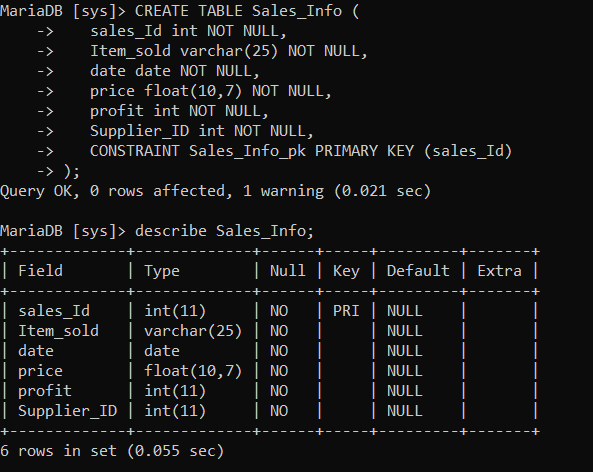 MariaDB [sys]> CREATE TABLE Sales_Info (
    ->     sales_Id int NOT NULL,
    ->     Item_sold varchar(25) NOT NULL,
    ->     date date NOT NULL,
    ->     price float(10,7) NOT NULL,
    ->     profit int NOT NULL,
    ->     Supplier_ID int NOT NULL,
    ->     CONSTRAINT Sales_Info_pk PRIMARY KEY (sales_Id)
    -> );
Query OK, 0 rows affected, 1 warning (0.021 sec)

MariaDB [sys]> describe Sales_Info;
+-------------+-------------+------+-----+---------+-------+
| Field       | Type        | Null | Key | Default | Extra |
+-------------+-------------+------+-----+---------+-------+
| sales_Id    | int(11)     | NO   | PRI | NULL    |       |
| Item_sold   | varchar(25) | NO   |     | NULL    |       |
| date        | date        | NO   |     | NULL    |       |
| price       | float(10,7) | NO   |     | NULL    |       |
| profit      | int(11)     | NO   |     | NULL    |       |
| Supplier_ID | int(11)     | NO   |     | NULL    |       |
+-------------+-------------+------+-----+---------+-------+
6 rows in set (0.055 sec)